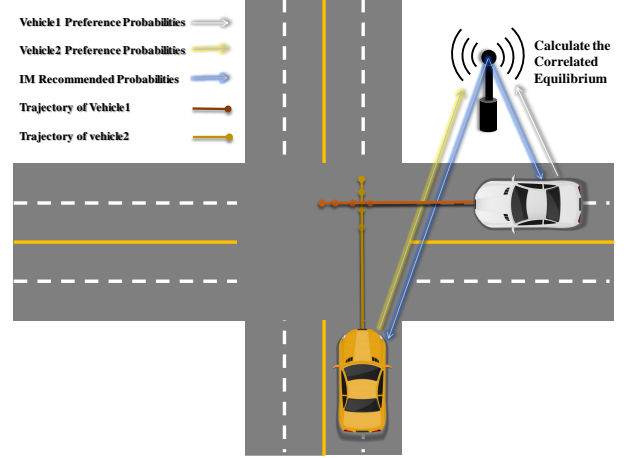 Vehicle1 Preference Probabilities
Vehicle2 Preference Probabilities
IM Recommended Probabilities
Trajectory of Vehicle1
Trajectory of vehicle2
Calculate the
Correlated
Equilibrium